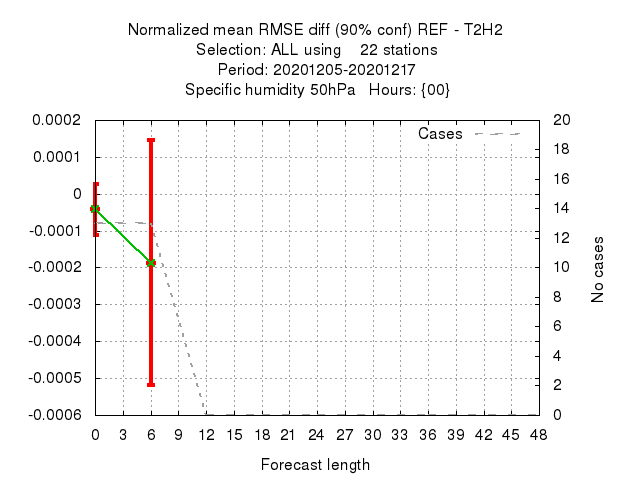 Normalized mean RMSE diff (90% conf) REF - T2H2
Selection: ALL using    22 stations
Period: 20201205-20201217
Specific humidity 50hPa   Hours: {00}
Cases
0.0002
0.0001
0
-0.0001
-0.0002
-0.0003
-0.0004
-0.0005
-0.0006
20
18
16
14
12
10
8
6
4
2
0
No cases
0 3 6 9 12 15 18 21 24 27 30 33 36 39 42 45 48
Forecast length